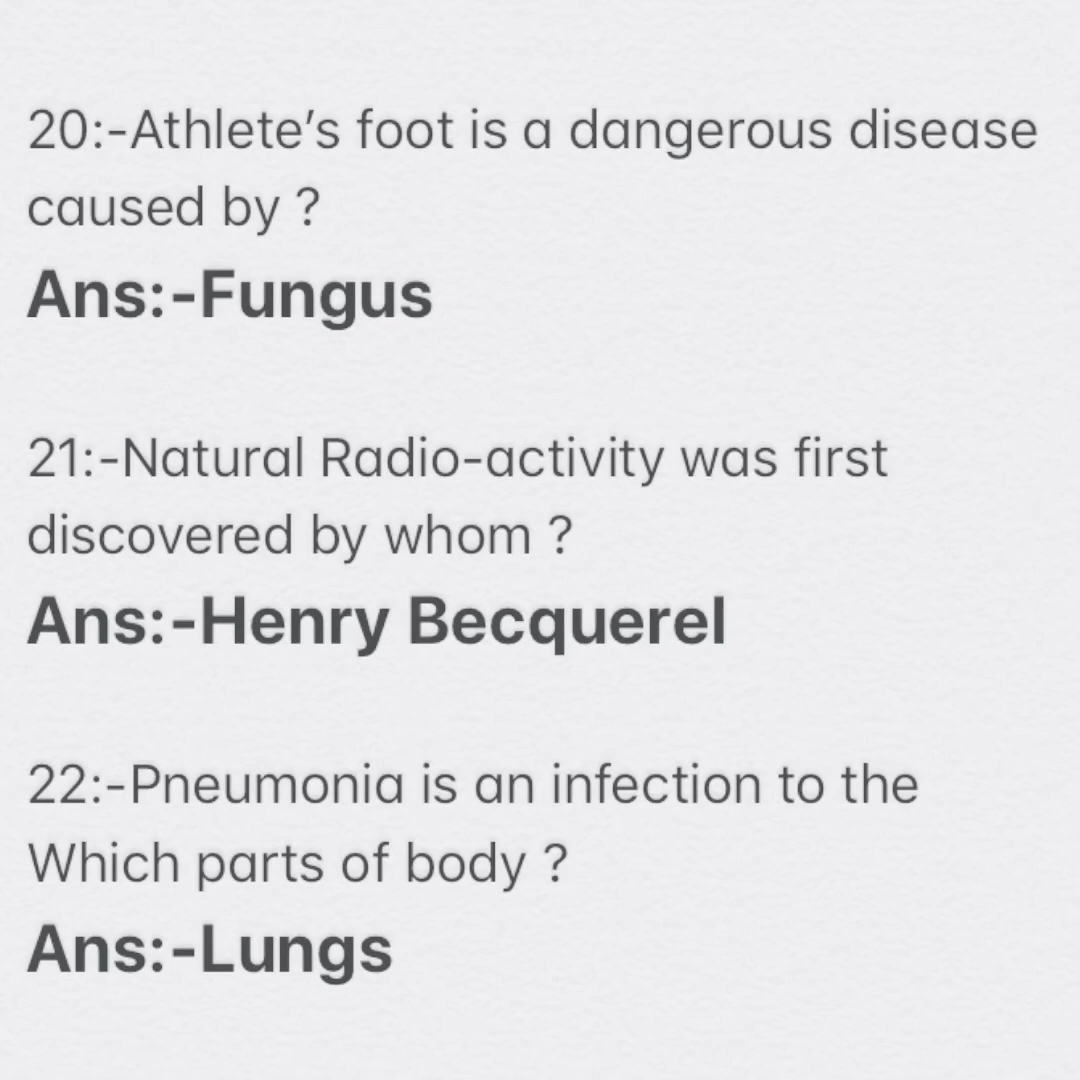 20:-Athlete’s foot is a dangerous disease
caused by ?
Ans:-Fungus
21:-Natural Radio-activity was first
discovered by whom ?
Ans:-Henry Becquerel
22:-Pneumonia is an infection to the
Which parts of body ?
Ans:-Lungs